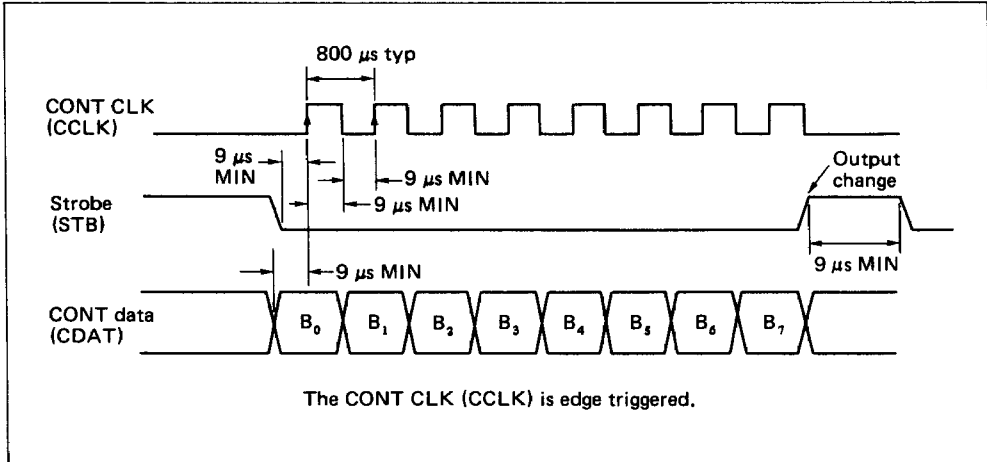 800 μs typ
CONT CLK
(CCLK)
9 μs
MIN
9 μs MIN
9 μs MIN
Output
change
Strobe
(STB)
9 μs MIN
9 μs MIN
CONT data
(CDAT)
B₀ B₁ B₂ B₃ B₄ B₅ B₆ B₇
The CONT CLK (CCLK) is edge triggered.